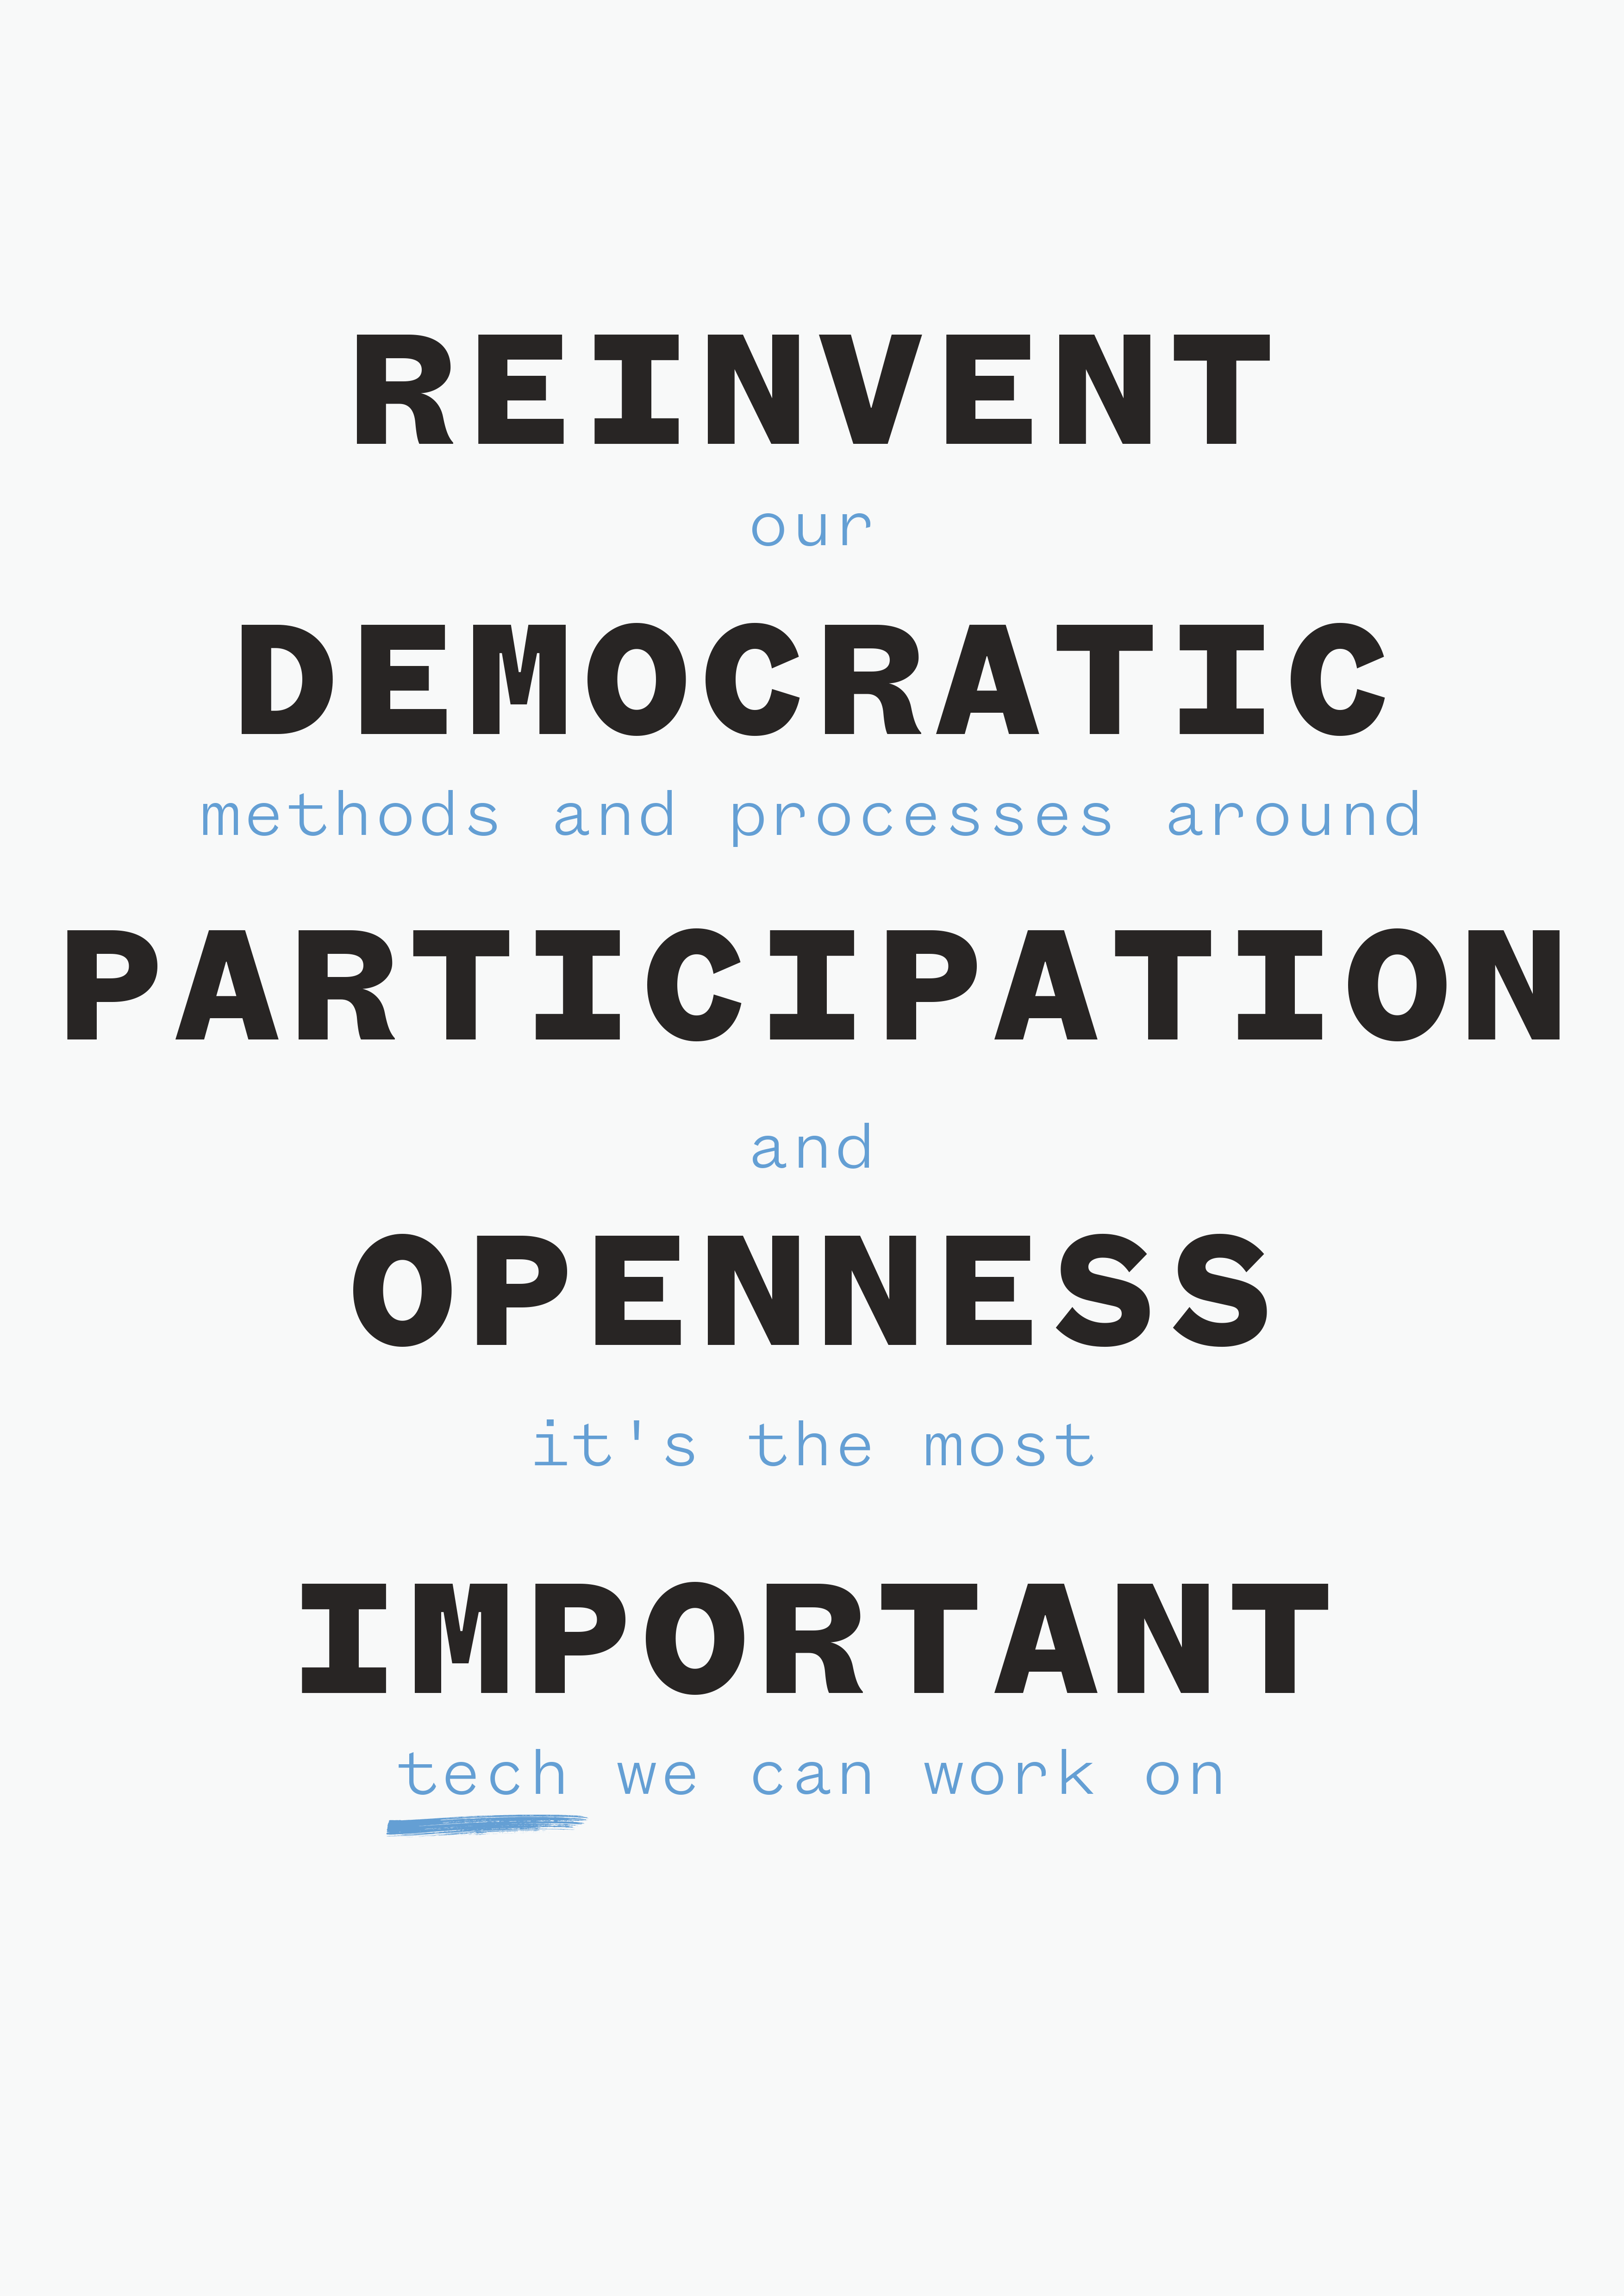 REINVENT
our
DEMOCRATIC
methods and processes around
PARTICIPATION
and
OPENNESS
it's the most
IMPORTANT
tech we can work on